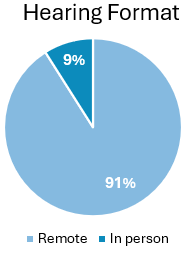 Hearing Format
9%
91%
Remote In person